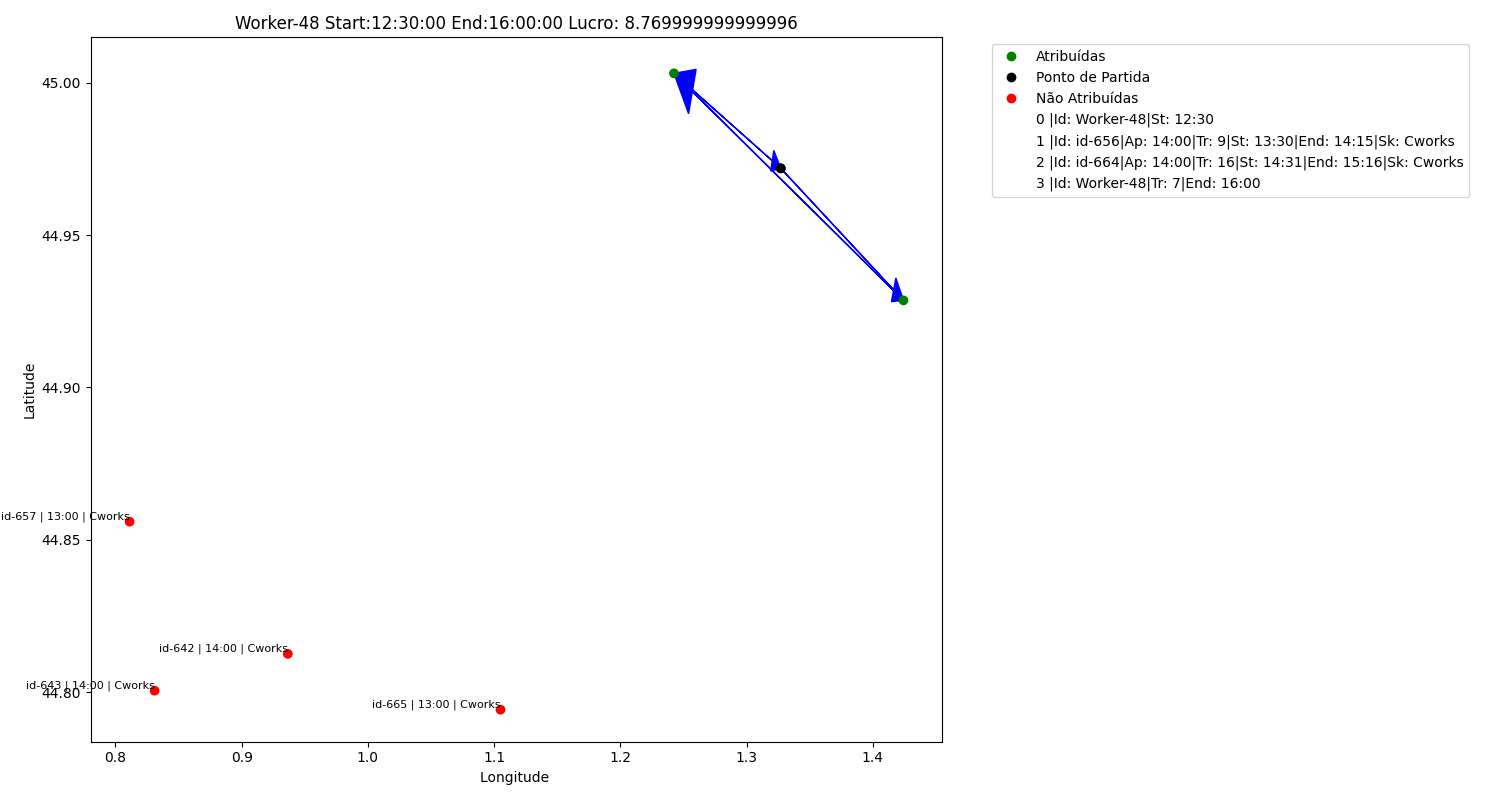 Worker-48 Start:12:30:00 End:16:00:00 Lucro: 8.769999999999996
Atribuídas
Ponto de Partida
Não Atribuídas
0 |Id: Worker-48|St: 12:30
1 |Id: id-656|Ap: 14:00|Tr: 9|St: 13:30|End: 14:15|Sk: Cworks
2 |Id: id-664|Ap: 14:00|Tr: 16|St: 14:31|End: 15:16|Sk: Cworks
3 |Id: Worker-48|Tr: 7|End: 16:00
45.00
44.95
44.90
44.85
44.80
Latitude
id-657 | 13:00 | Cworks
id-642 | 14:00 | Cworks
id-643 | 14:00 | Cworks
id-665 | 13:00 | Cworks
0.8 0.9 1.0 1.1 1.2 1.3 1.4
Longitude